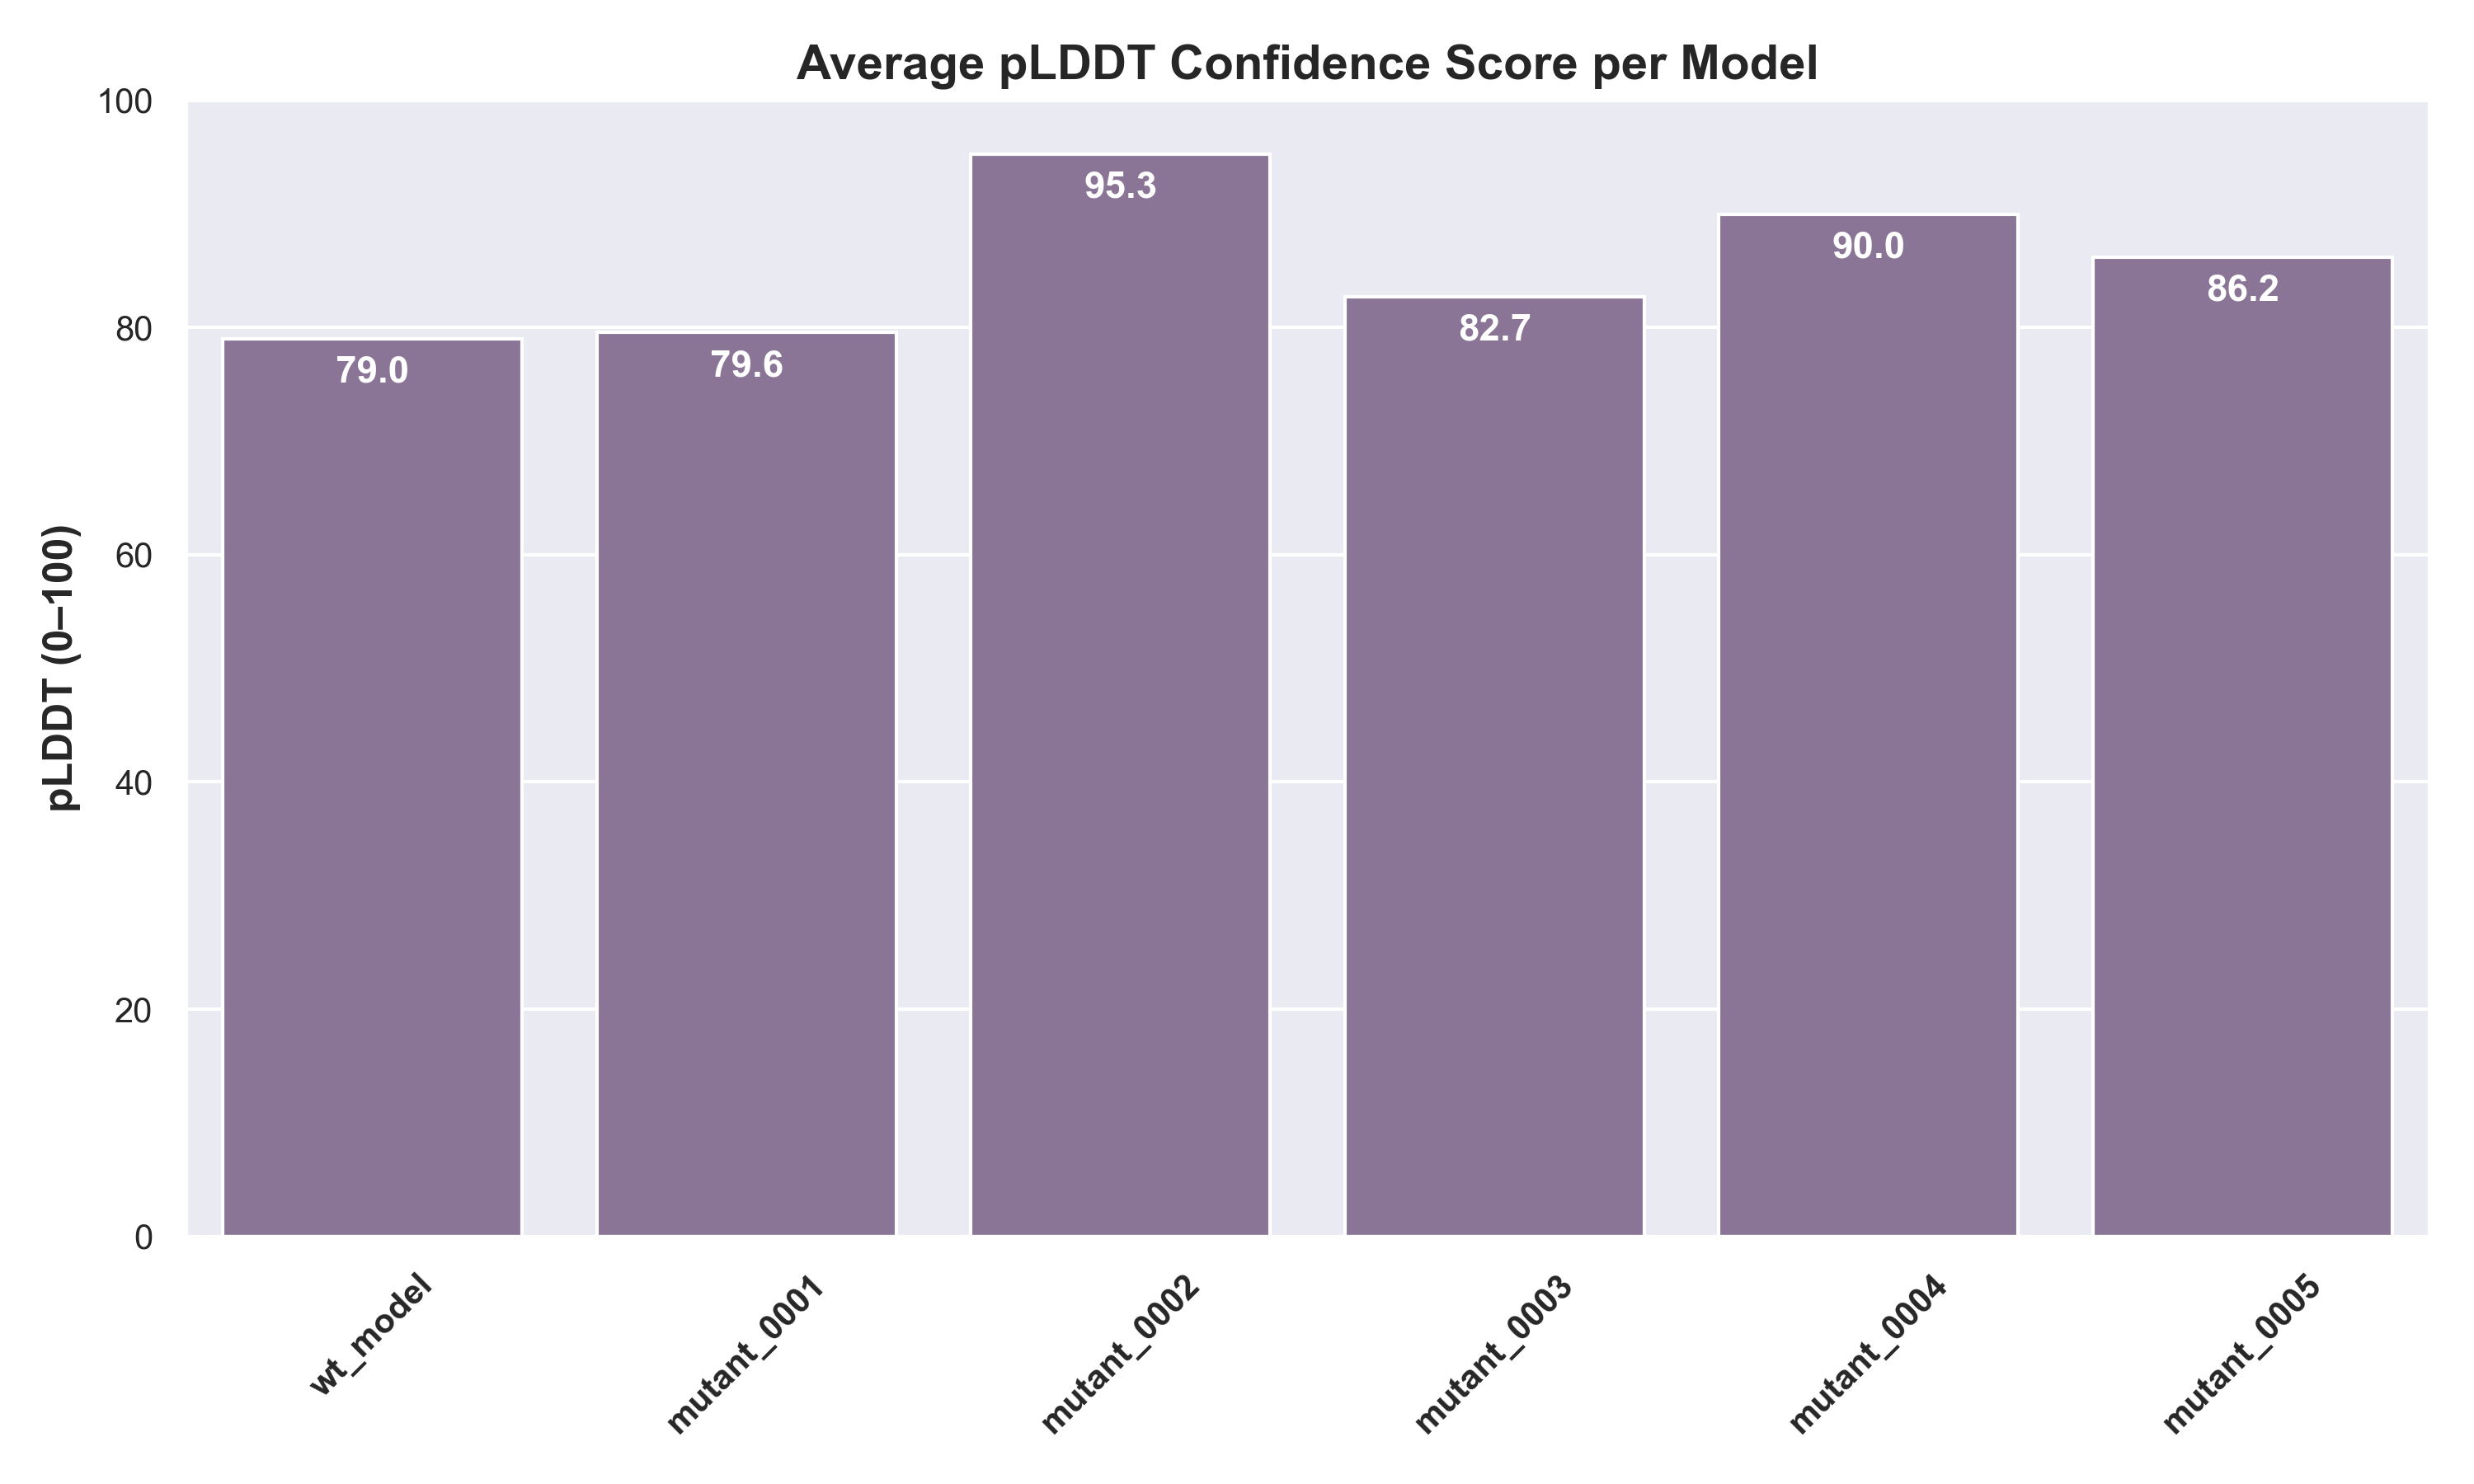 Average pLDDT Confidence Score per Model
pLDDT (0–100)
100
80
60
40
20
0
79.0
79.6
95.3
82.7
90.0
86.2
wt_model
mutant_0001
mutant_0002
mutant_0003
mutant_0004
mutant_0005